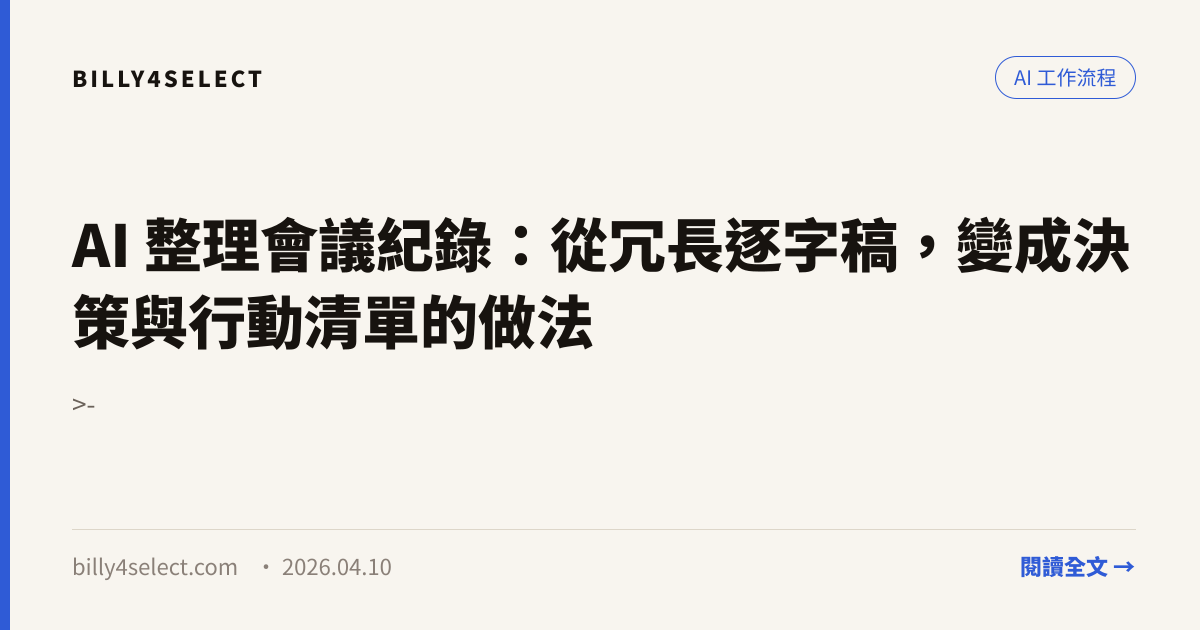 BILLY4SELECT
AI 工作流程
AI 整理會議紀錄：從冗長逐字稿，變成決
策與行動清單的做法
>-
billy4select.com ・ 2026.04.10
閱讀全文 →